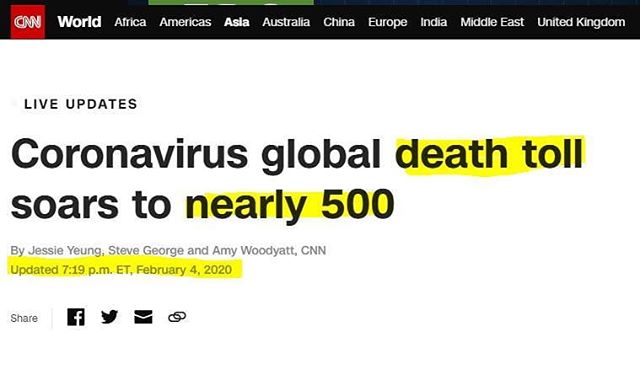 CNN World Africa Americas Asia Australia China Europe India Middle East United Kingdom
LIVE UPDATES
Coronavirus global death toll
soars to nearly 500
By Jessie Yeung, Steve George and Amy Woodyatt, CNN
Updated 7:19 p.m. ET, February 4, 2020
Share